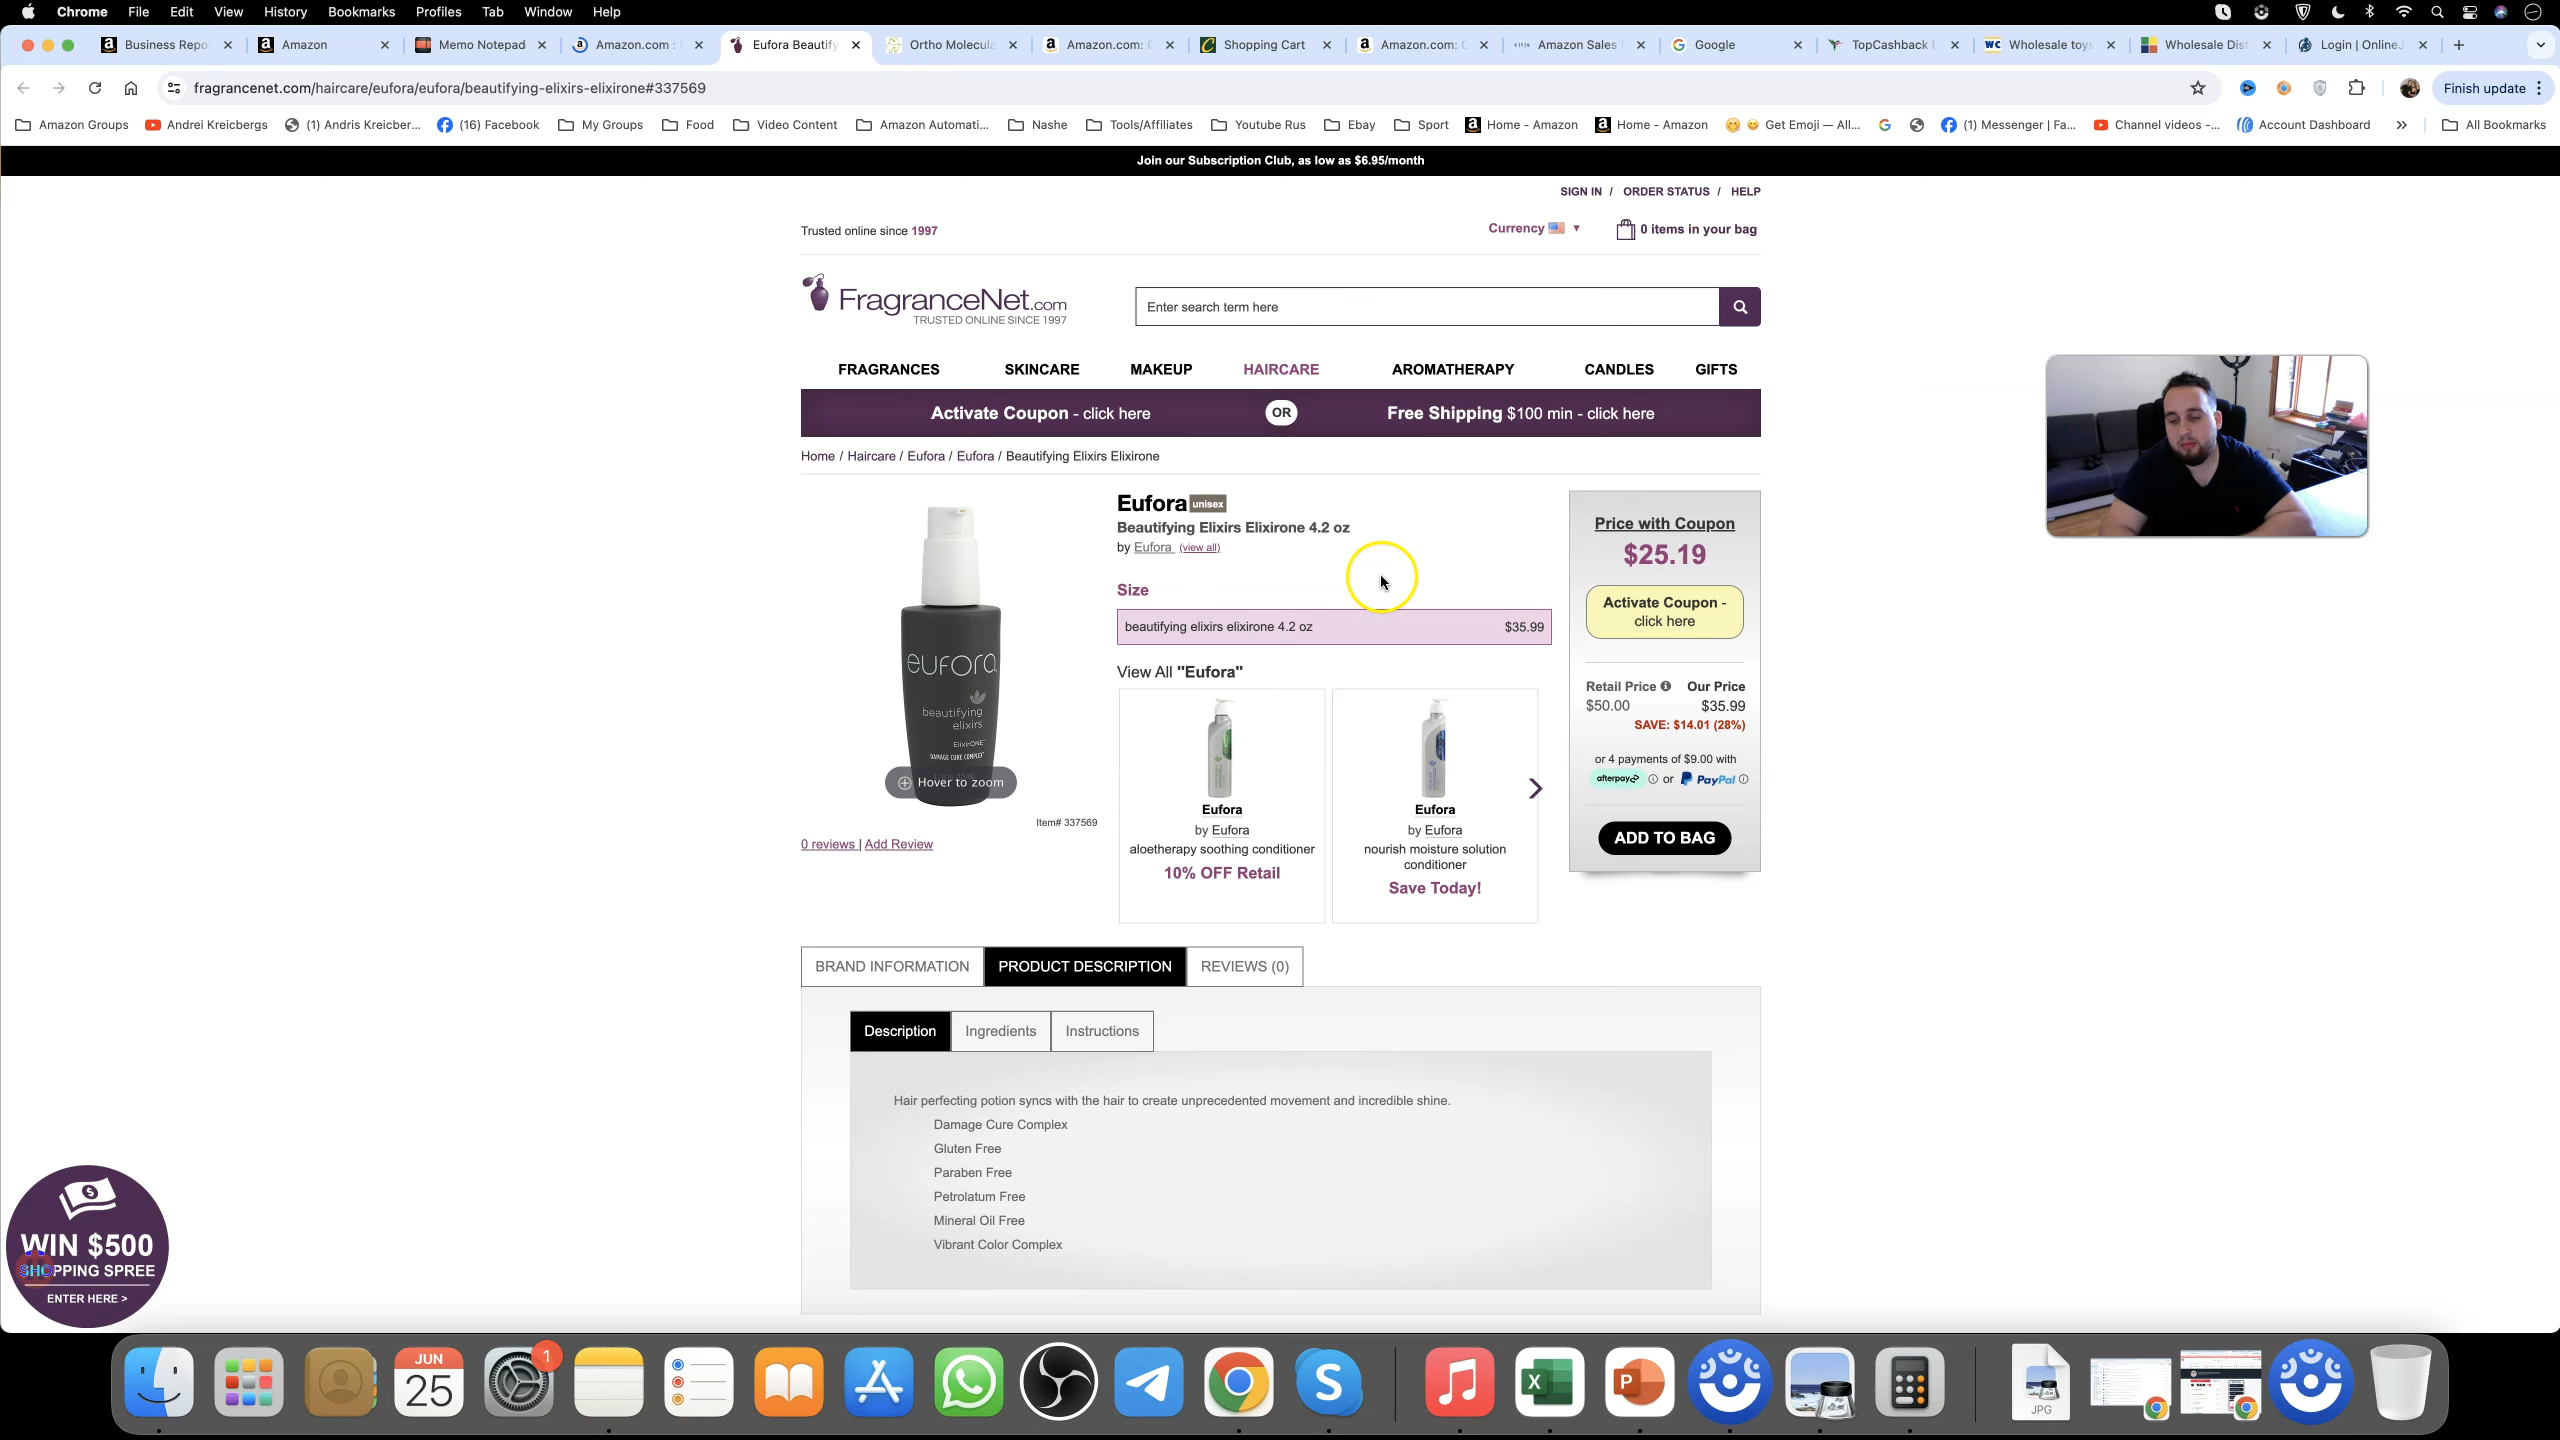 Chrome File Edit View History Bookmarks Profiles Tab Window Help
Business Repo Amazon Memo Notepad Amazon.com : Eufora Beautify Ortho Molecula Amazon.com: Shopping Cart Amazon.com: Amazon Sales Google TopCashback Wholesale toys Wholesale Dist Login | OnlineJ
fragrancenet.com/haircare/eufora/eufora/beautifying-elixirs-elixirone#337569
Finish update
Amazon Groups Andrei Kreicbergs (1) Andris Kreicber... (16) Facebook My Groups Food Video Content Amazon Automati... Nashe Tools/Affiliates Youtube Rus Ebay Sport Home - Amazon Home - Amazon Get Emoji — All... (1) Messenger | Fa... Channel videos -... Account Dashboard » All Bookmarks
Join our Subscription Club, as low as $6.95/month
SIGN IN / ORDER STATUS / HELP
Trusted online since 1997
Currency
0 items in your bag
FragranceNet.com
TRUSTED ONLINE SINCE 1997
Enter search term here
FRAGRANCES SKINCARE MAKEUP HAIRCARE AROMATHERAPY CANDLES GIFTS
Activate Coupon - click here OR Free Shipping $100 min - click here
Home / Haircare / Eufora / Eufora / Beautifying Elixirs Elixirone
Eufora unisex
Beautifying Elixirs Elixirone 4.2 oz
by Eufora (view all)
Size
beautifying elixirs elixirone 4.2 oz $35.99
View All "Eufora"
Eufora
by Eufora
aloetherapy soothing conditioner
10% OFF Retail
Eufora
by Eufora
nourish moisture solution
conditioner
Save Today!
eufora
beautifying
elixirs
ElixirONE
DAMAGE CURE COMPLEX
Hover to zoom
Item# 337569
0 reviews | Add Review
Price with Coupon
$25.19
Activate Coupon -
click here
Retail Price Our Price
$50.00 $35.99
SAVE: $14.01 (28%)
or 4 payments of $9.00 with
afterpay or PayPal
ADD TO BAG
BRAND INFORMATION PRODUCT DESCRIPTION REVIEWS (0)
Description Ingredients Instructions
Hair perfecting potion syncs with the hair to create unprecedented movement and incredible shine.
Damage Cure Complex
Gluten Free
Paraben Free
Petrolatum Free
Mineral Oil Free
Vibrant Color Complex
WIN $500
SHOPPING SPREE
ENTER HERE >
JUN
25
1
JPG